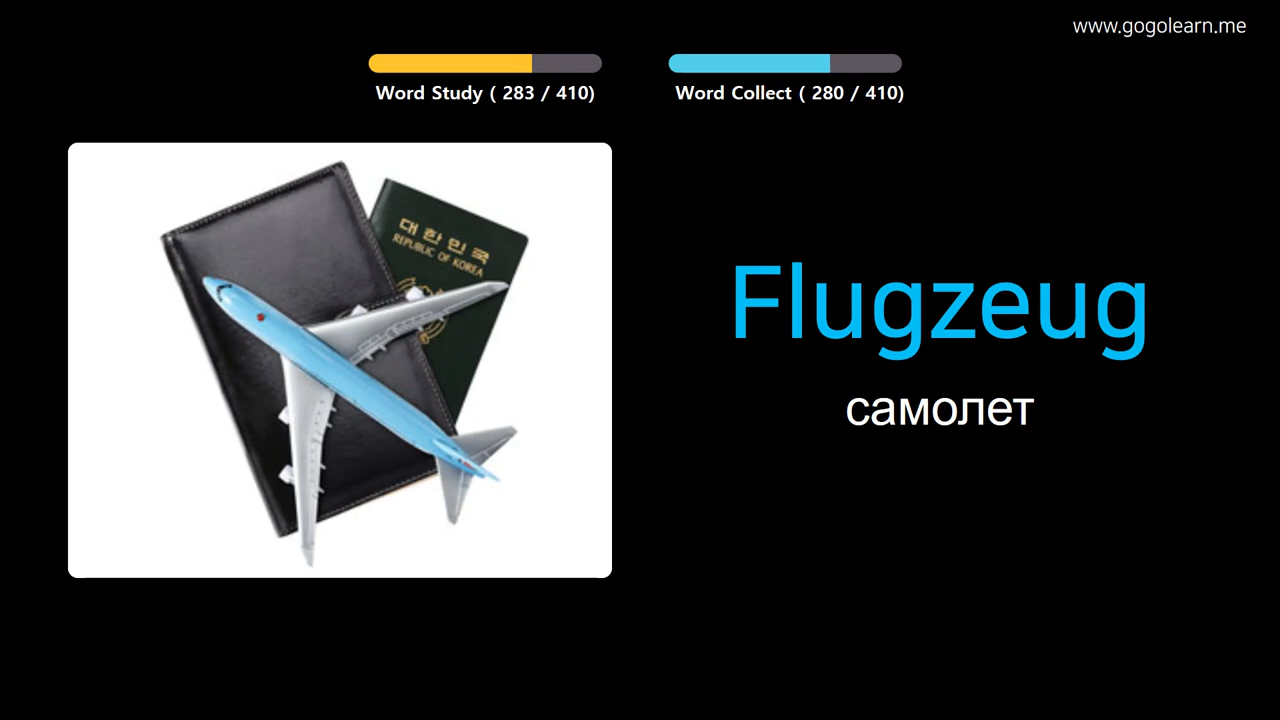 www.gogolearn.me
Word Study ( 283 / 410)
Word Collect ( 280 / 410)
대한민국
REPUBLIC OF KOREA
Flugzeug
самолет